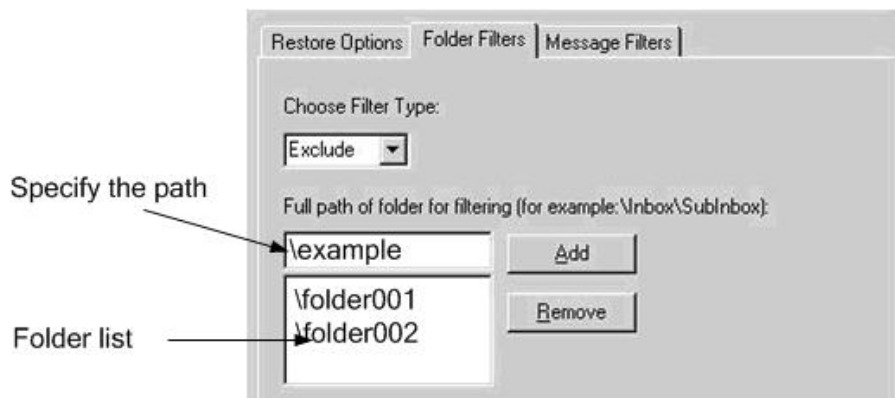 Restore Options Folder Filters Message Filters
Choose Filter Type:
Exclude
Specify the path
Full path of folder for filtering (for example:\Inbox\SubInbox):
\example
Add
\folder001
Remove
\folder002
Folder list